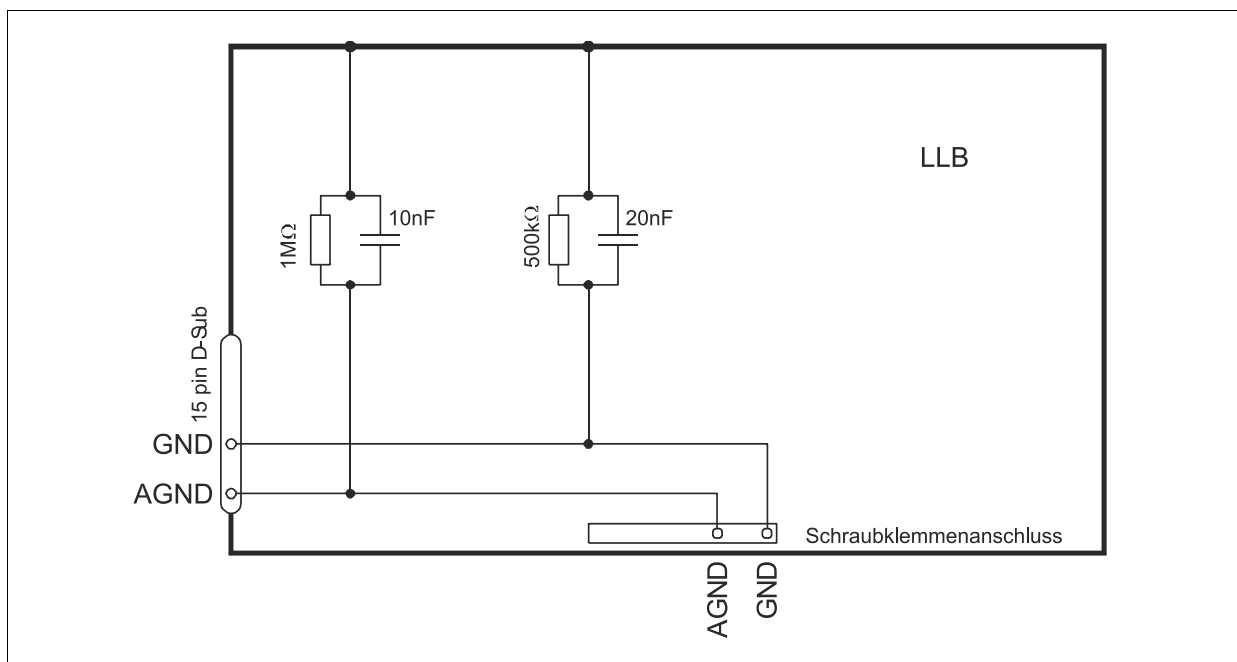 LLB
1MΩ
10nF
500kΩ
20nF
15 pin D-Sub
GND
AGND
Schraubklemmenanschluss
AGND
GND